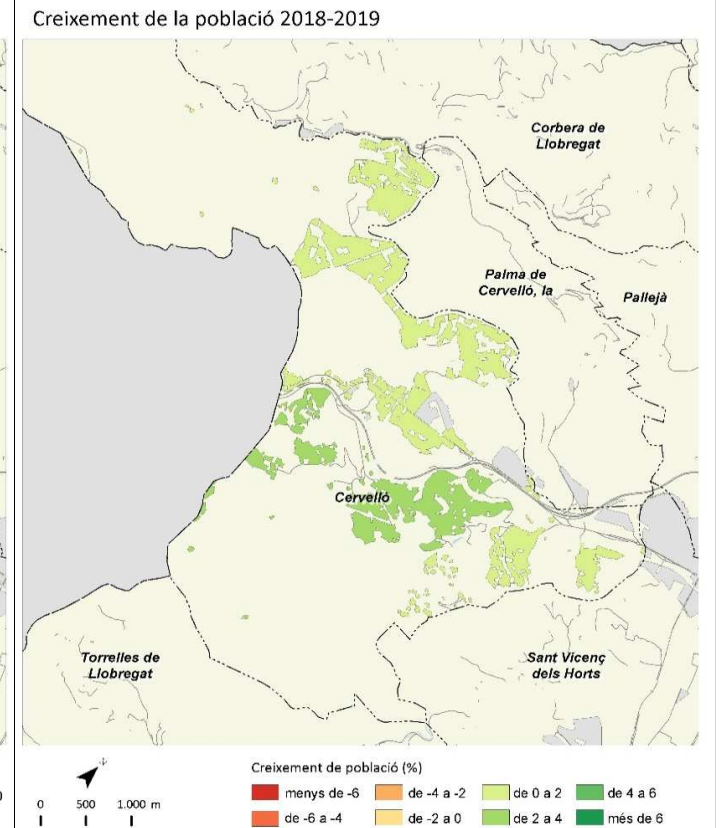 Creixement de la població 2018-2019
Corbera de
Llobregat
Palma de
Cervelló, la
Pallejà
Cervelló
Torrelles de
Llobregat
Sant Vicenç
dels Horts
Creixement de població (%)
menys de -6
de -4 a -2
de 0 a 2
de 4 a 6
de -6 a -4
de -2 a 0
de 2 a 4
més de 6
0 500 1.000 m